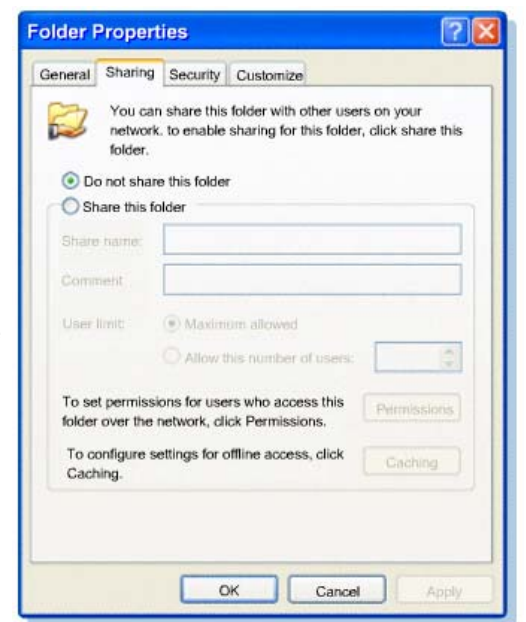 Folder Properties
General Sharing Security Customize
You can share this folder with other users on your
network. to enable sharing for this folder, click share this
folder.
Do not share this folder
Share this folder
Share name:
Comment
User limit: Maximum allowed
Allow this number of users:
To set permissions for users who access this
folder over the network, click Permissions.
Permissions
To configure settings for offline access, click
Caching.
Caching
OK Cancel Apply